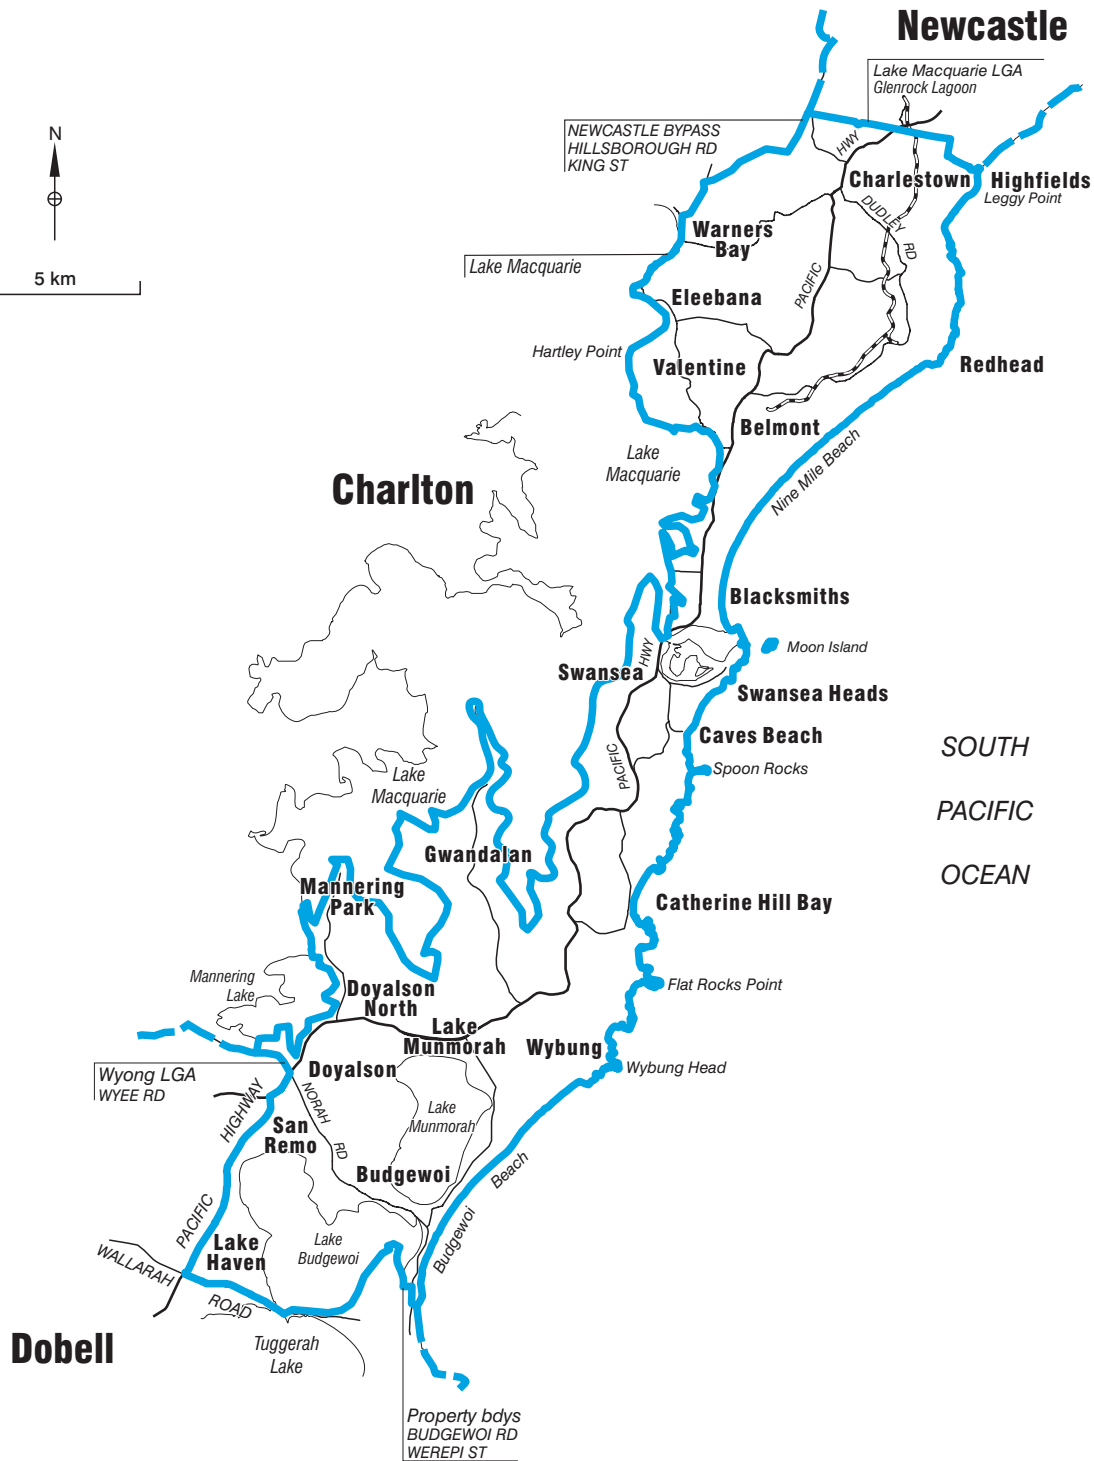 Newcastle
Lake Macquarie LGA
Glenrock Lagoon
NEWCASTLE BYPASS
HILLSBOROUGH RD
KING ST
N
HWY
Charlestown
Highfields
Leggy Point
DUDLEY
RD
Warners
Bay
Lake Macquarie
5 km
PACIFIC
Eleebana
Hartley Point
Valentine
Redhead
Belmont
Lake
Macquarie
Nine Mile Beach
Charlton
Blacksmiths
Moon Island
HWY
Swansea
Swansea Heads
Caves Beach
PACIFIC
Spoon Rocks
SOUTH
PACIFIC
OCEAN
Lake
Macquarie
Gwandalan
Mannering
Park
Catherine Hill Bay
Mannering
Lake
Doyalson
North
Flat Rocks Point
Lake
Munmorah
Wybung
Wybung Head
Wyong LGA
WYEE RD
Doyalson
HIGHWAY
NORAH
RD
Lake
Munmorah
San
Remo
Budgewoi
Beach
PACIFIC
Lake
Haven
Lake
Budgewoi
Budgewoi
WALLARAH
ROAD
Dobell
Tuggerah
Lake
Property bdys
BUDGEWOI RD
WEREPI ST